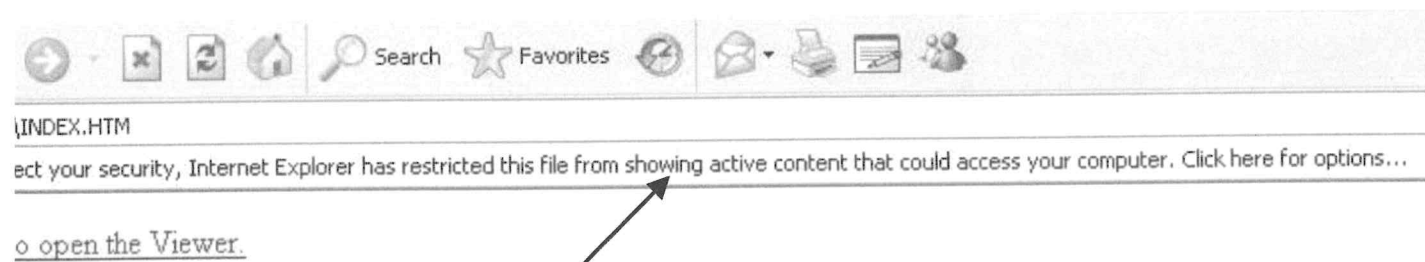 Search Favorites
\INDEX.HTM
ect your security, Internet Explorer has restricted this file from showing active content that could access your computer. Click here for options...
o open the Viewer.